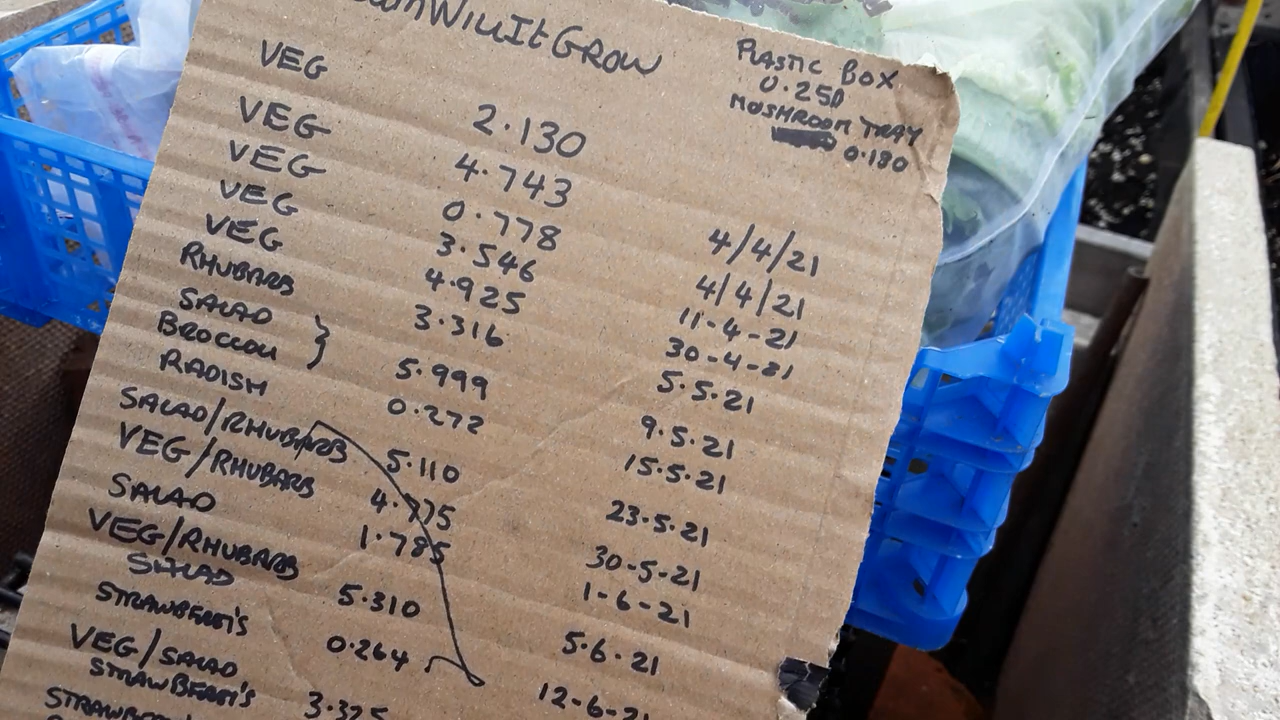 WillItGrow
PLASTIC BOX
0.250
MUSHROOM TRAY
0.180
VEG 2.130
VEG 4.743 4/4/21
VEG 0.778 4/4/21
VEG 3.546 11-4-21
VEG 4.925 30-4-21
RHUBARB 3.316 5.5.21
SALAD
BROCCOLI } 5.999 9.5.21
RADISH 0.272 15.5.21
SALAD/RHUBARB 5.110 23.5.21
VEG/RHUBARB 4.775 30-5-21
SALAD 1.785 1-6-21
VEG/RHUBARB
SALAD 5.310 5.6.21
STRAWBERR'S 0.264 12-6-21
VEG/SALAD
STRAWBERR'S 3.375